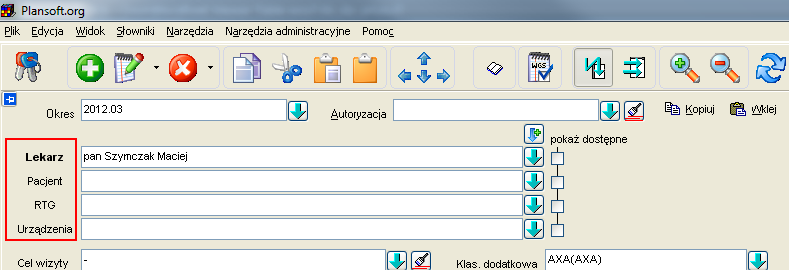 Plansoft.org
Plik Edycja Widok Słowniki Narzędzia Narzędzia administracyjne Pomoc
WGS
Okres 2012.03 Autoryzacja Kopiuj Wklej
pokaż dostępne
Lekarz pan Szymczak Maciej
Pacjent
RTG
Urządzenia
Cel wizyty - Klas. dodatkowa AXA(AXA)